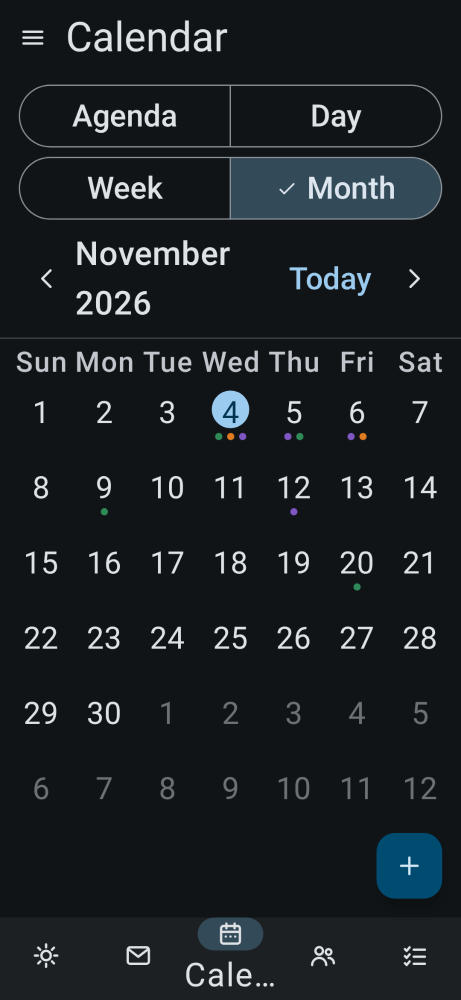 Calendar
Agenda Day
Week Month
November
2026
Today
Sun Mon Tue Wed Thu Fri Sat
1 2 3 4 5 6 7
8 9 10 11 12 13 14
15 16 17 18 19 20 21
22 23 24 25 26 27 28
29 30 1 2 3 4 5
6 7 8 9 10 11 12
Cale...